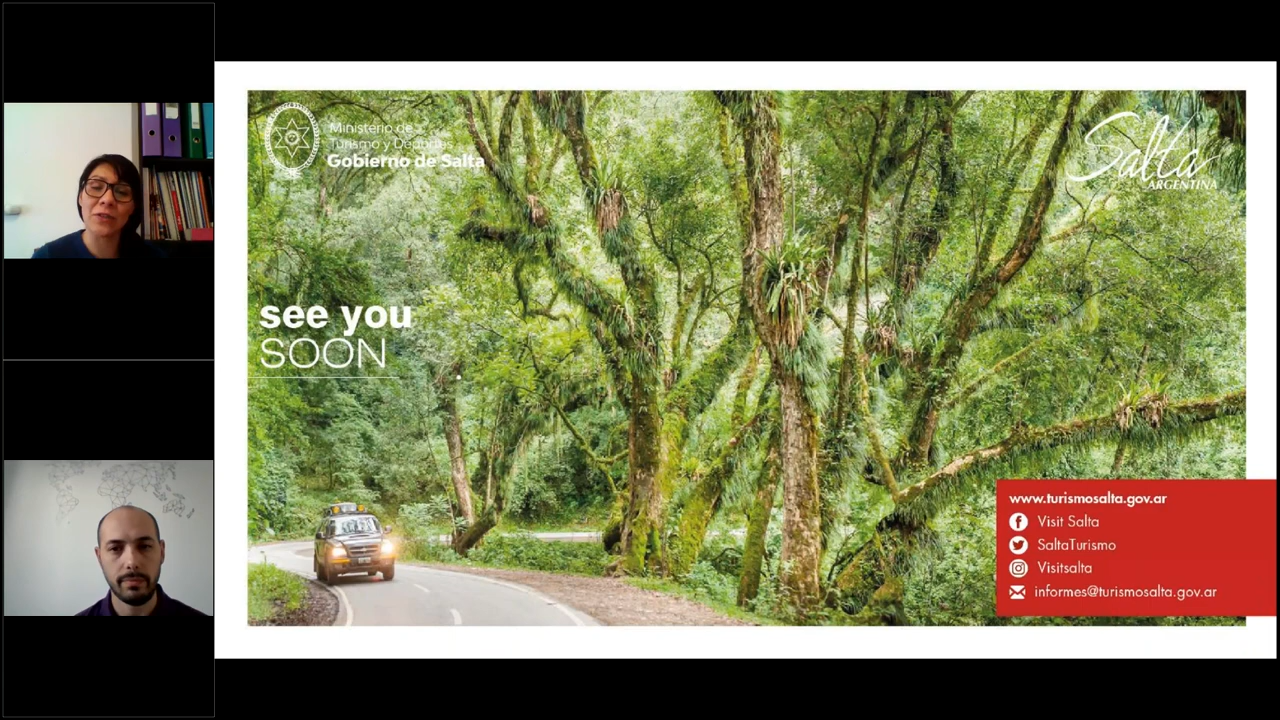 Ministerio de
Turismo y Deportes
Gobierno de Salta
Salta
ARGENTINA
see you
SOON
www.turismosalta.gov.ar
Visit Salta
SaltaTurismo
Visitsalta
informes@turismosalta.gov.ar